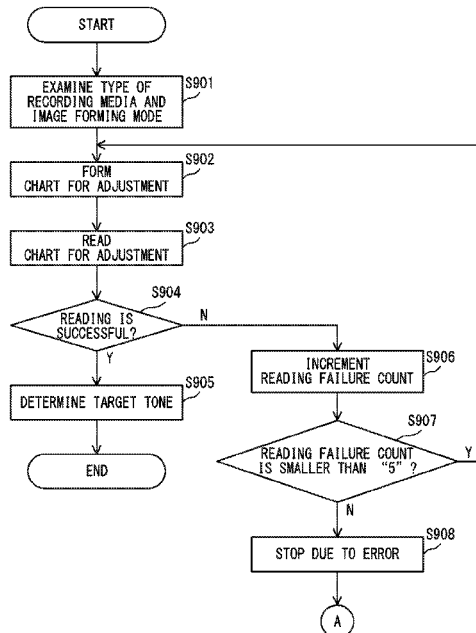 START
EXAMINE TYPE OF
RECORDING MEDIA AND
IMAGE FORMING MODE
S901
FORM
CHART FOR ADJUSTMENT
S902
READ
CHART FOR ADJUSTMENT
S903
READING IS
SUCCESSFUL?
S904
N
Y
DETERMINE TARGET TONE
S905
END
INCREMENT
READING FAILURE COUNT
S906
READING FAILURE COUNT
IS SMALLER THAN "5" ?
S907
Y
N
STOP DUE TO ERROR
S908
A